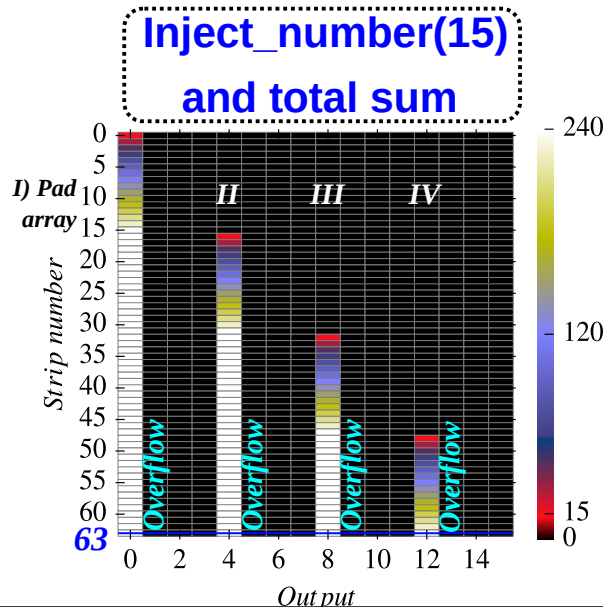 Inject_number(15)
and total sum
0
5
I) Pad
array
10
15
20
25
30
35
40
45
50
55
60
63
Strip number
II
III
IV
Overflow
Overflow
Overflow
Overflow
0 2 4 6 8 10 12 14
Output
240
120
15
0